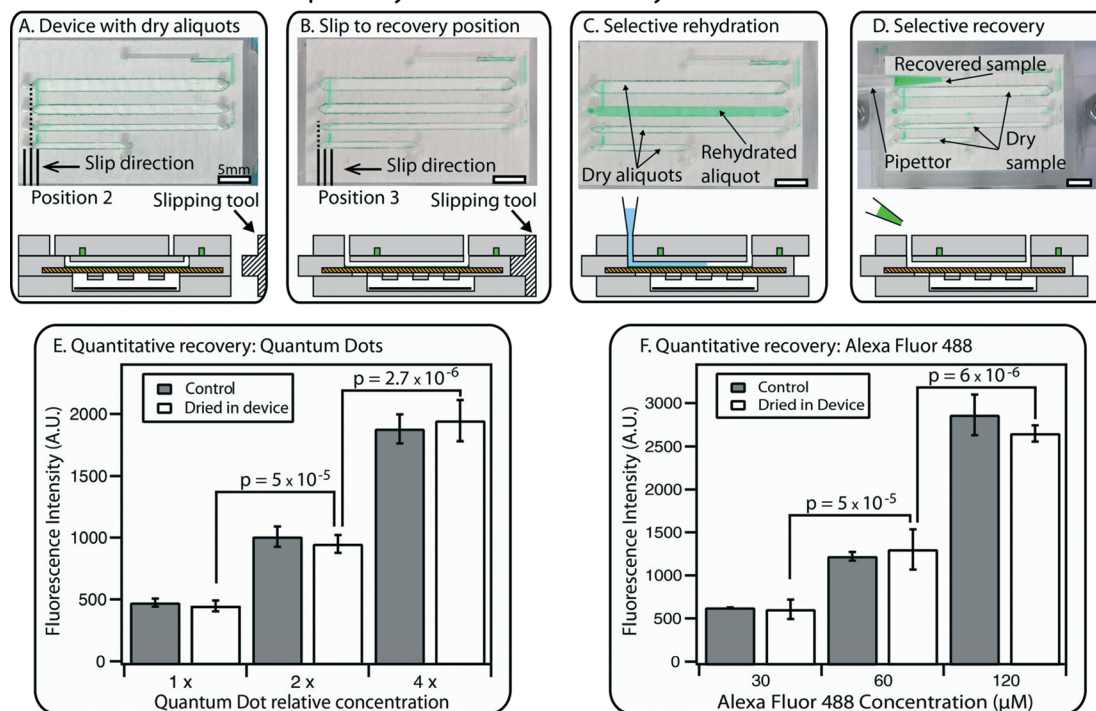 A. Device with dry aliquots
Slip direction
5mm
Position 2
Slipping tool
B. Slip to recovery position
Slip direction
Position 3
Slipping tool
C. Selective rehydration
Dry aliquots
Rehydrated
aliquot
D. Selective recovery
Recovered sample
Pipettor
Dry
sample
E. Quantitative recovery: Quantum Dots
Control
Dried in device
p = 2.7 x 10-6
p = 5 x 10-5
Fluorescence Intensity (A.U.)
2000
1500
1000
500
0
1 x
2 x
4 x
Quantum Dot relative concentration
F. Quantitative recovery: Alexa Fluor 488
Control
Dried in Device
p = 6 x 10-6
p = 5 x 10-5
Fluorescence Intensity (A.U.)
3000
2500
2000
1500
1000
500
0
30
60
120
Alexa Fluor 488 Concentration (μM)